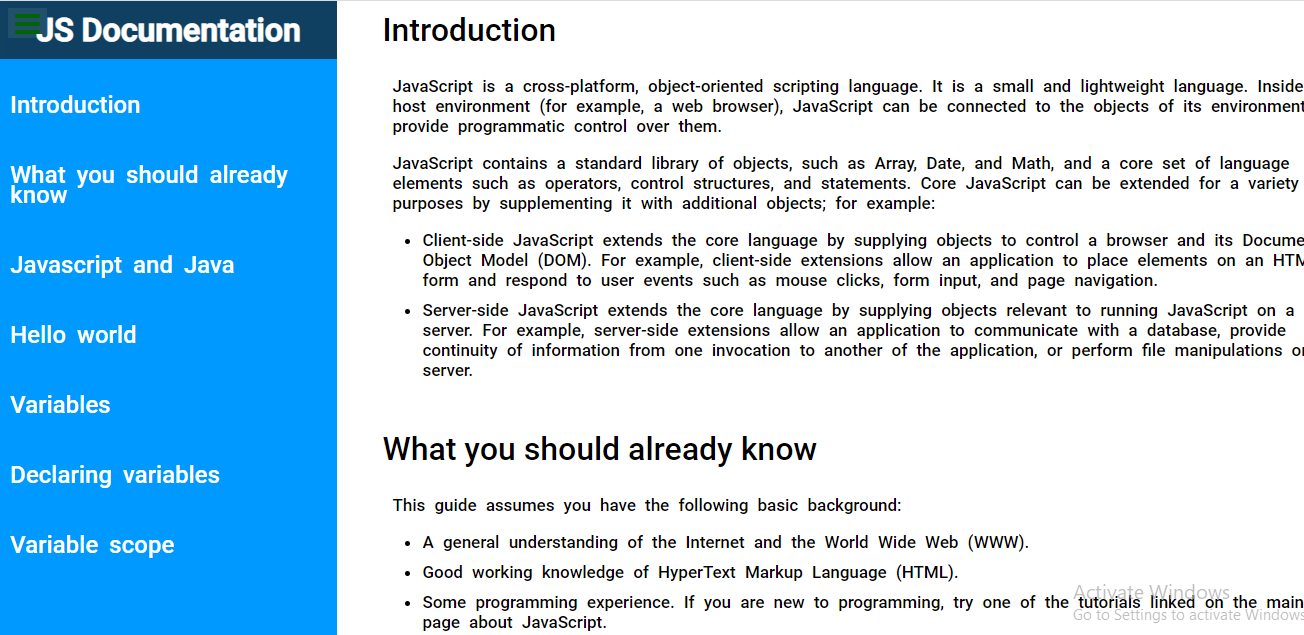 JS Documentation
Introduction
What you should already
know
Javascript and Java
Hello world
Variables
Declaring variables
Variable scope
Introduction
JavaScript is a cross-platform, object-oriented scripting language. It is a small and lightweight language. Inside
host environment (for example, a web browser), JavaScript can be connected to the objects of its environment
provide programmatic control over them.
JavaScript contains a standard library of objects, such as Array, Date, and Math, and a core set of language
elements such as operators, control structures, and statements. Core JavaScript can be extended for a variety
purposes by supplementing it with additional objects; for example:
• Client-side JavaScript extends the core language by supplying objects to control a browser and its Docume
Object Model (DOM). For example, client-side extensions allow an application to place elements on an HTM
form and respond to user events such as mouse clicks, form input, and page navigation.
• Server-side JavaScript extends the core language by supplying objects relevant to running JavaScript on a
server. For example, server-side extensions allow an application to communicate with a database, provide
continuity of information from one invocation to another of the application, or perform file manipulations
server.
What you should already know
This guide assumes you have the following basic background:
• A general understanding of the Internet and the World Wide Web (WWW).
• Good working knowledge of HyperText Markup Language (HTML).
• Some programming experience. If you are new to programming, try one of the tutorials linked on the main
page about JavaScript.
Activate Windows
Go to Settings to activate Windows